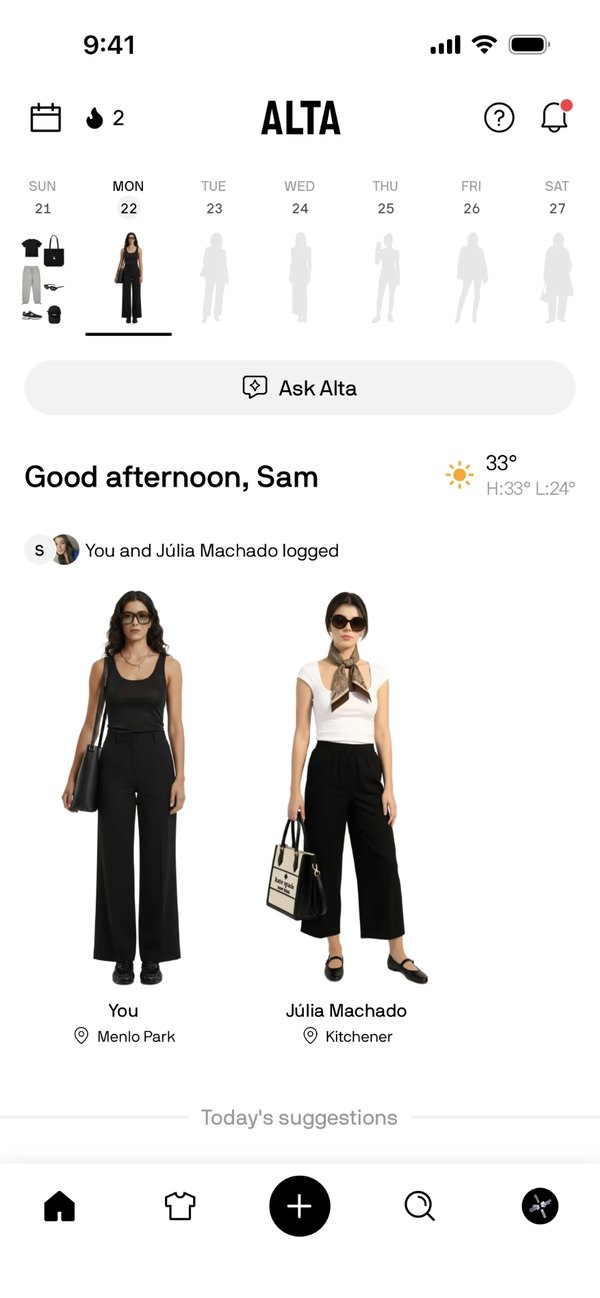 9:41
2
ALTA
SUN MON TUE WED THU FRI SAT
21 22 23 24 25 26 27
Ask Alta
Good afternoon, Sam
33°
H:33° L:24°
S
You and Júlia Machado logged
kate spade
You
Júlia Machado
Menlo Park
Kitchener
Today's suggestions